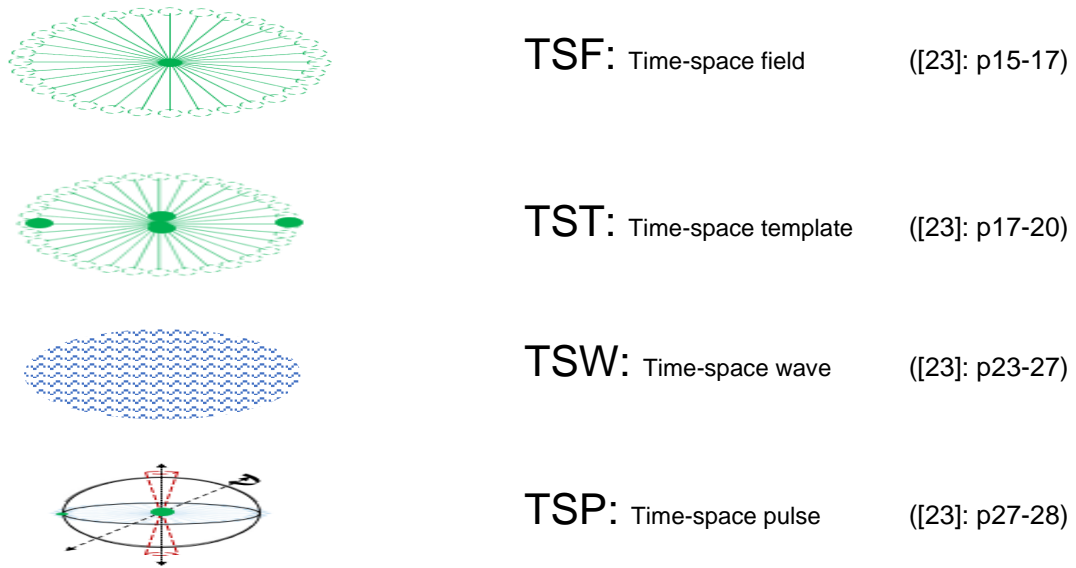 TSF: Time-space field ([23]: p15-17)
TST: Time-space template ([23]: p17-20)
TSW: Time-space wave ([23]: p23-27)
TSP: Time-space pulse ([23]: p27-28)